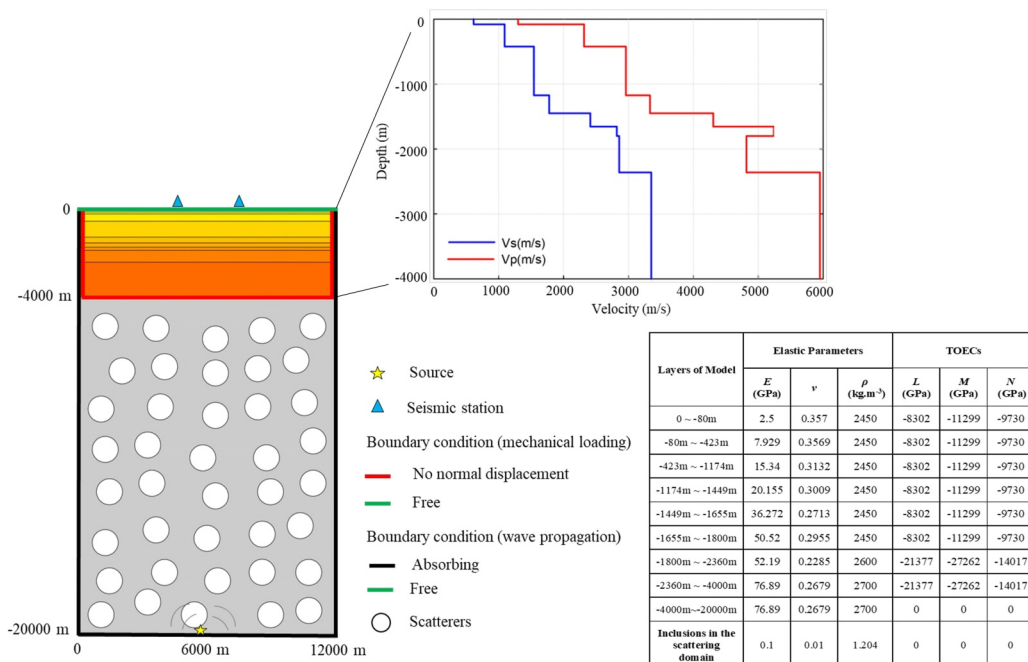 0
-1000
-2000
-3000
-4000
Depth (m)
Vs(m/s)
Vp(m/s)
0 1000 2000 3000 4000 5000 6000
Velocity (m/s)
0
-4000 m
-20000 m
0 6000 m 12000 m
Source
Seismic station
Boundary condition (mechanical loading)
No normal displacement
Free
Boundary condition (wave propagation)
Absorbing
Free
Scatterers
Layers of Model Elastic Parameters TOECs
E (GPa) ν ρ (kg.m-3) L (GPa) M (GPa) N (GPa)
0 ~ -80m 2.5 0.357 2450 -8302 -11299 -9730
-80m ~ -423m 7.929 0.3569 2450 -8302 -11299 -9730
-423m ~ -1174m 15.34 0.3132 2450 -8302 -11299 -9730
-1174m ~ -1449m 20.155 0.3009 2450 -8302 -11299 -9730
-1449m ~ -1655m 36.272 0.2713 2450 -8302 -11299 -9730
-1655m ~ -1800m 50.52 0.2955 2450 -8302 -11299 -9730
-1800m ~ -2360m 52.19 0.2285 2600 -21377 -27262 -14017
-2360m ~ -4000m 76.89 0.2679 2700 -21377 -27262 -14017
-4000m~-20000m 76.89 0.2679 2700 0 0 0
Inclusions in the scattering domain 0.1 0.01 1.204 0 0 0